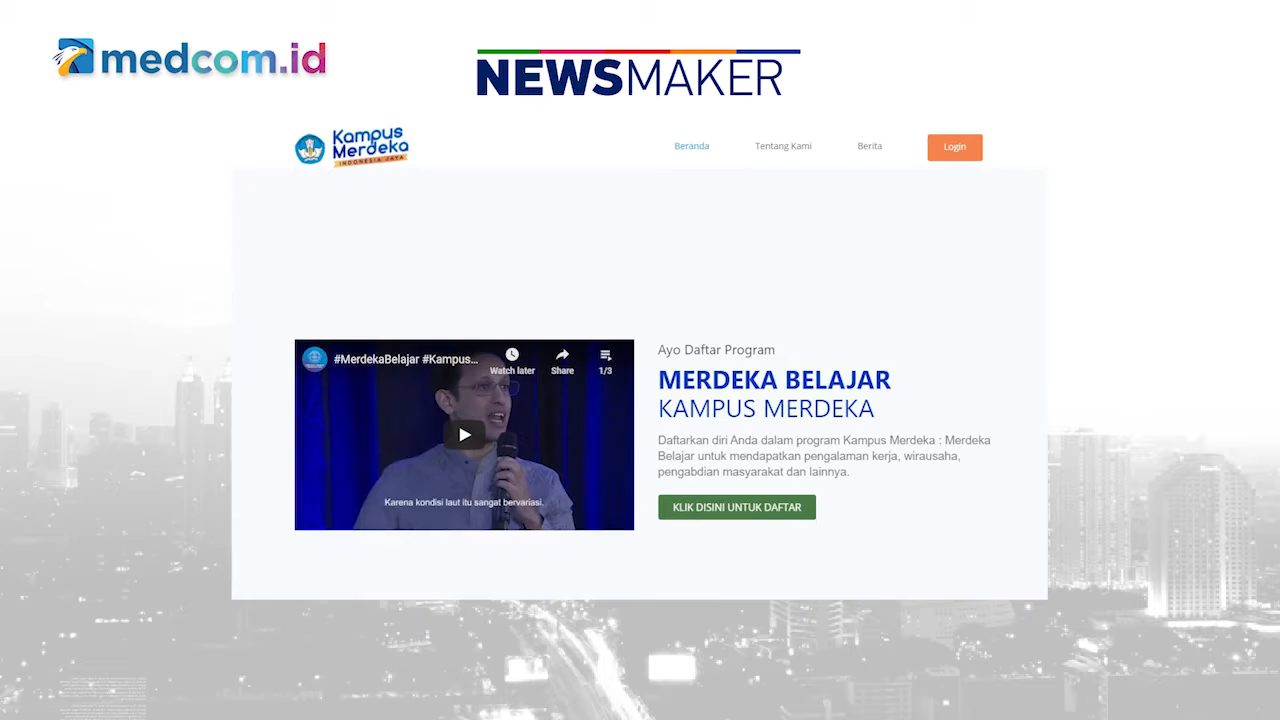 medcom.id
NEWSMAKER
Kampus
Merdeka
INDONESIA JAYA
Beranda
Tentang Kami
Berita
Login
#MerdekaBelajar #Kampus...
Watch later
Share
1/3
Karena kondisi laut itu sangat bervariasi.
Ayo Daftar Program
MERDEKA BELAJAR
KAMPUS MERDEKA
Daftarkan diri Anda dalam program Kampus Merdeka : Merdeka
Belajar untuk mendapatkan pengalaman kerja, wirausaha,
pengabdian masyarakat dan lainnya.
KLIK DISINI UNTUK DAFTAR